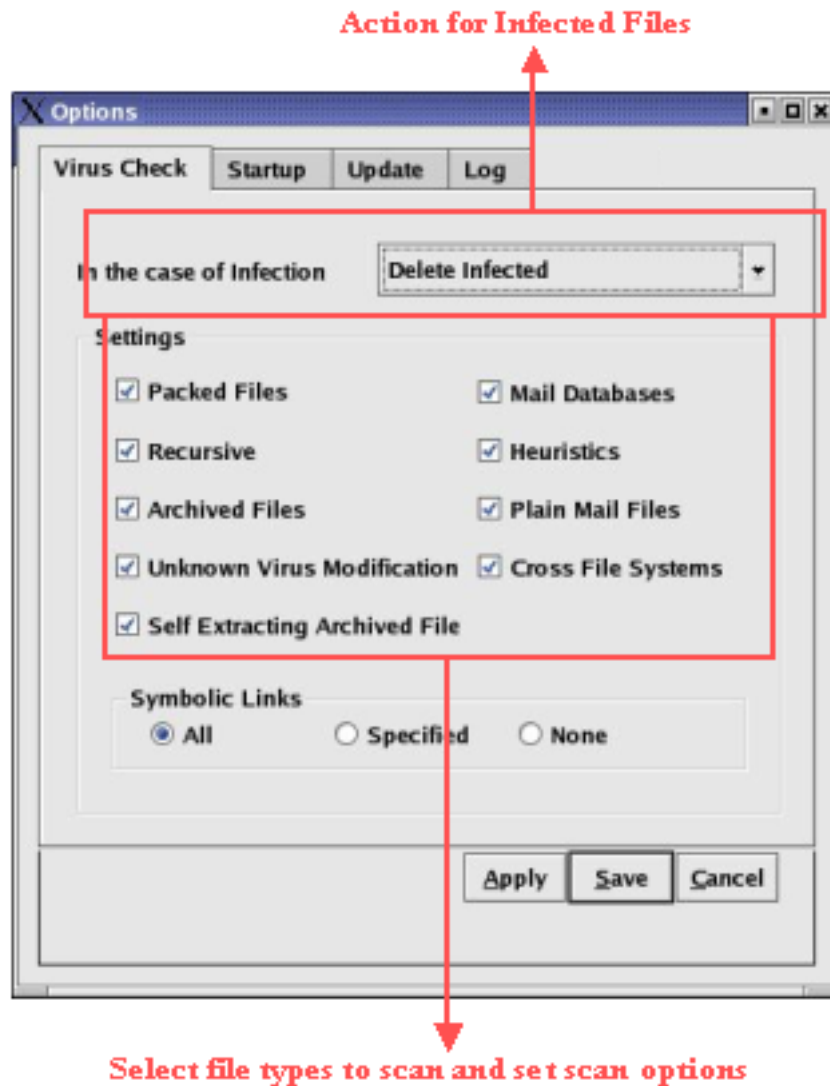 Action for Infected Files
Options
Virus Check Startup Update Log
In the case of Infection Delete Infected
Settings
Packed Files Mail Databases
Recursive Heuristics
Archived Files Plain Mail Files
Unknown Virus Modification Cross File Systems
Self Extracting Archived File
Symbolic Links
All Specified None
Apply Save Cancel
Select file types to scan and set scan options